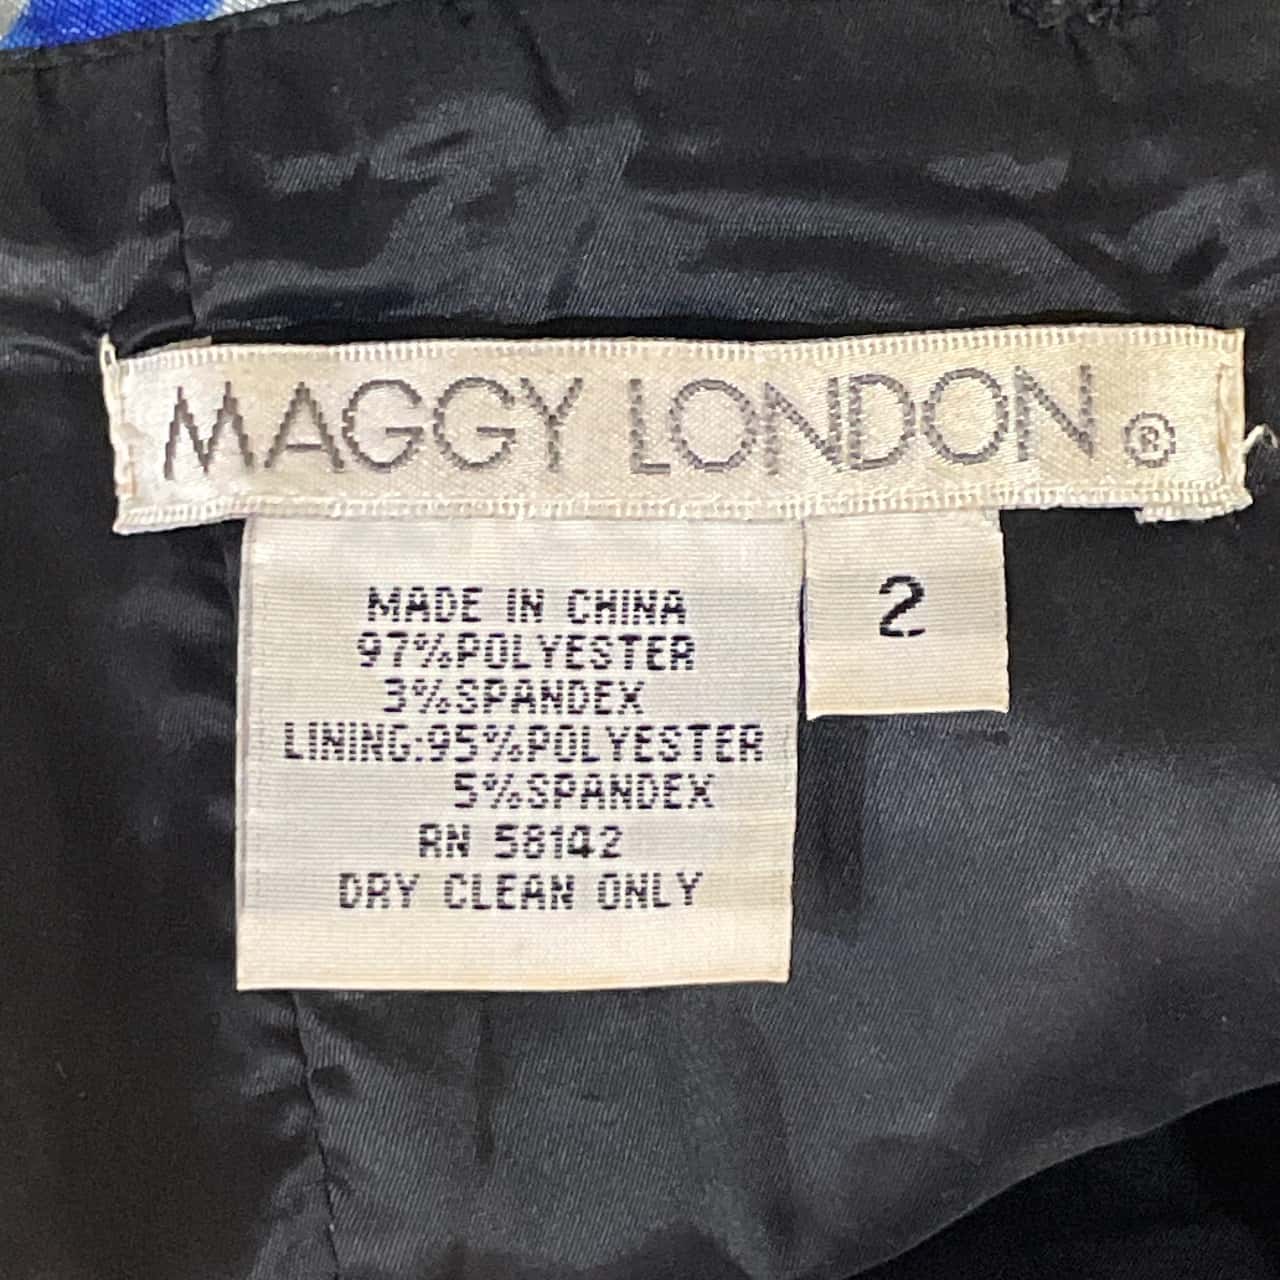 MAGGY LONDON ®
MADE IN CHINA
97%POLYESTER
3%SPANDEX
LINING:95%POLYESTER
5%SPANDEX
RN 58142
DRY CLEAN ONLY
2